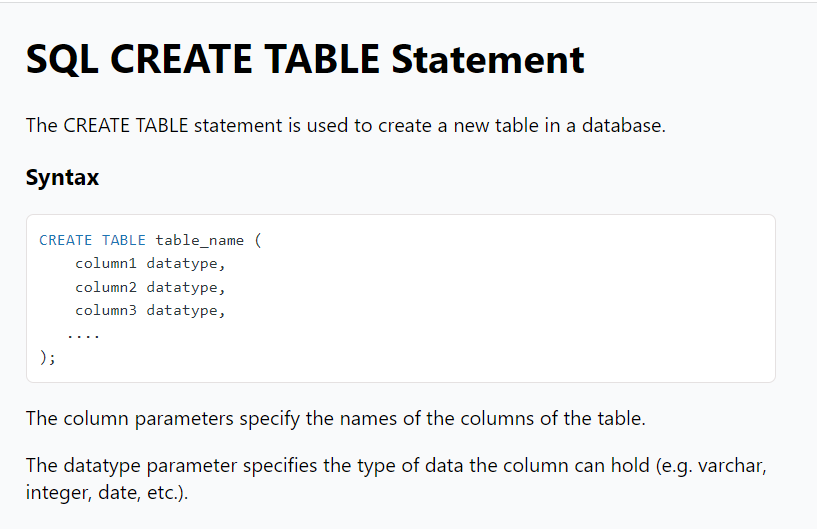 SQL CREATE TABLE Statement
The CREATE TABLE statement is used to create a new table in a database.
Syntax
CREATE TABLE table_name (
    column1 datatype,
    column2 datatype,
    column3 datatype,
   ....
);
The column parameters specify the names of the columns of the table.
The datatype parameter specifies the type of data the column can hold (e.g. varchar,
integer, date, etc.).